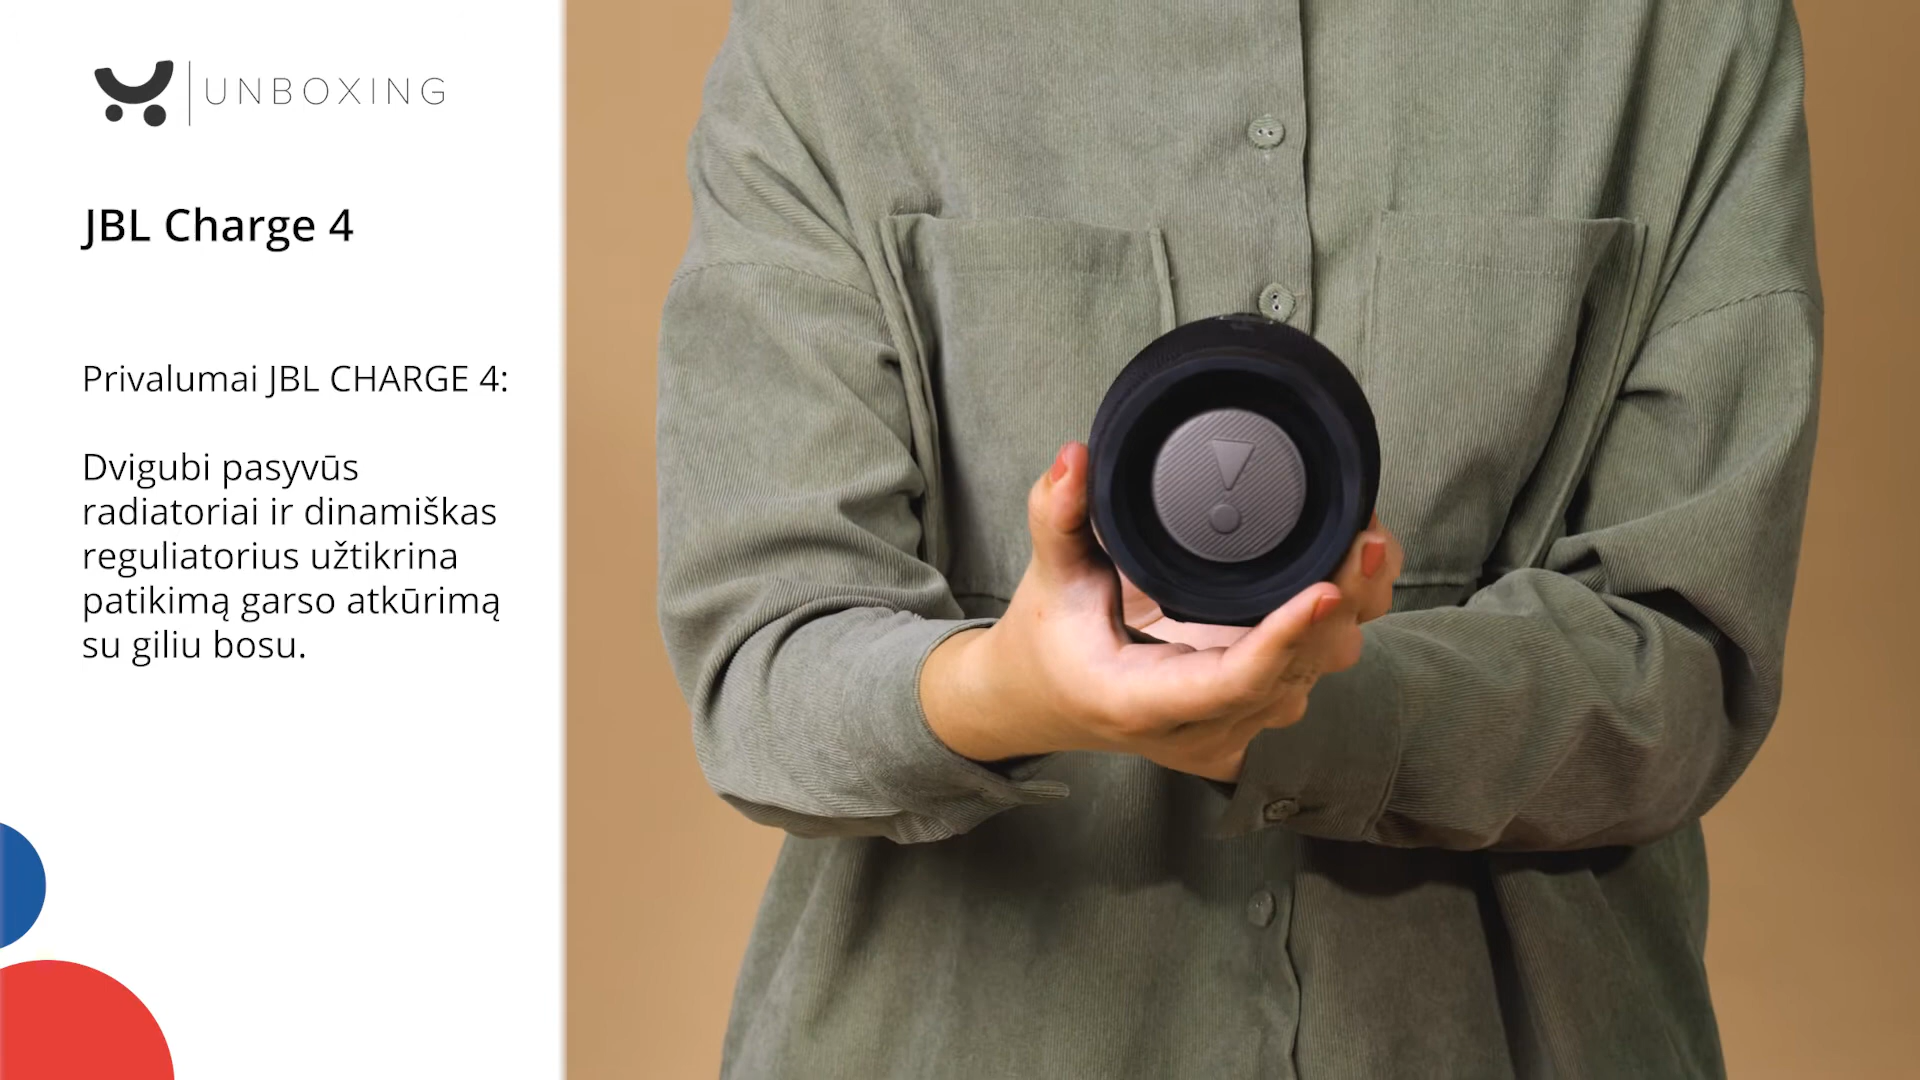 UNBOXING
JBL Charge 4
Privalumai JBL CHARGE 4:
Dvigubi pasyvūs
radiatoriai ir dinamiškas
reguliatorius užtikrina
patikimą garso atkūrimą
su giliu bosu.